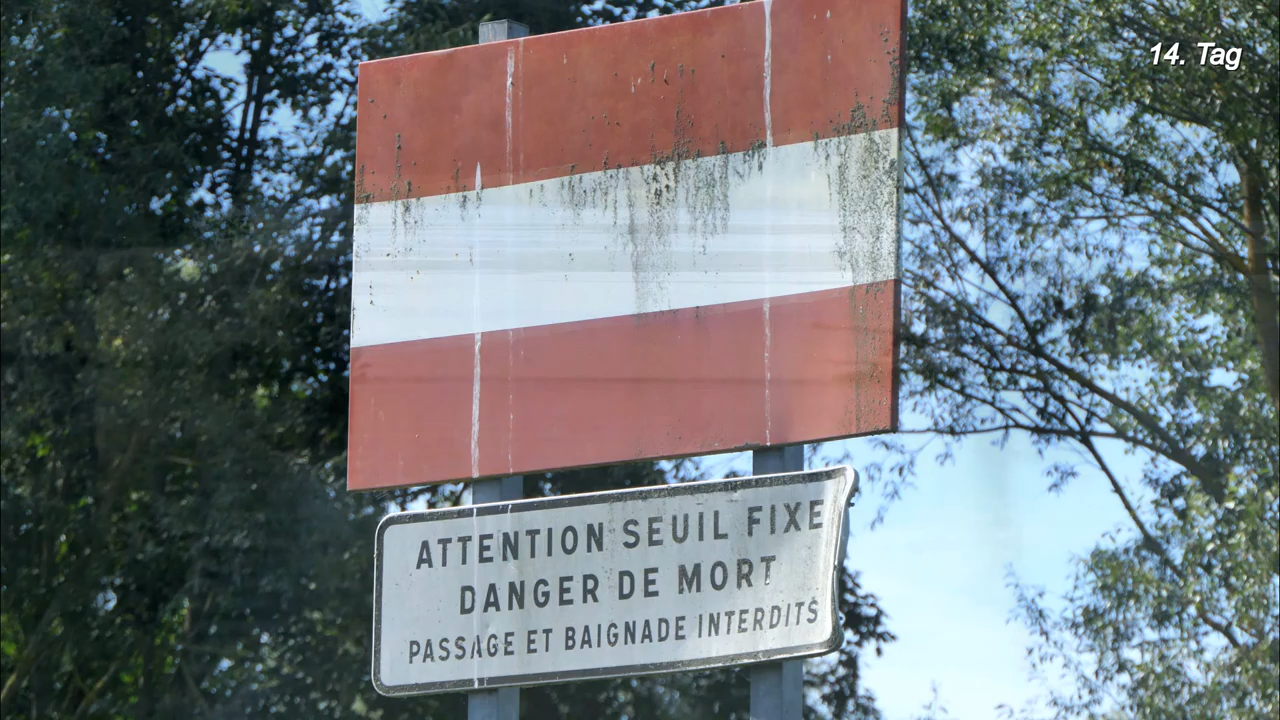 14. Tag
ATTENTION SEUIL FIXE
DANGER DE MORT
PASSAGE ET BAIGNADE INTERDITS